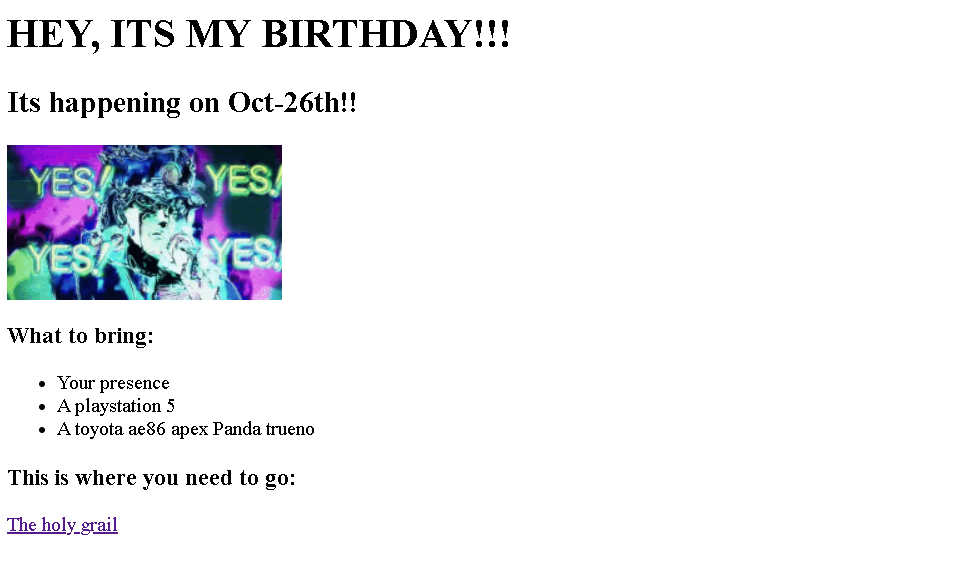 HEY, ITS MY BIRTHDAY!!!
Its happening on Oct-26th!!
YES! YES!
YES! YES!
What to bring:
Your presence
A playstation 5
A toyota ae86 apex Panda trueno
This is where you need to go:
The holy grail